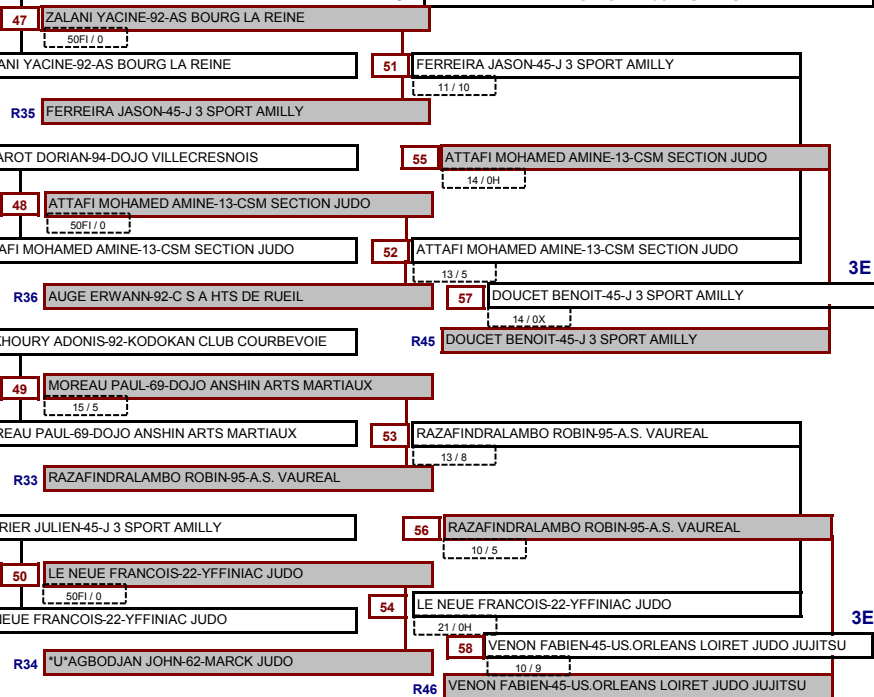 47 ZALANI YACINE-92-AS BOURG LA REINE
50FI / 0
ANI YACINE-92-AS BOURG LA REINE
51 FERREIRA JASON-45-J 3 SPORT AMILLY
11 / 10
R35 FERREIRA JASON-45-J 3 SPORT AMILLY
AROT DORIAN-94-DOJO VILLECRESNOIS
55 ATTAFI MOHAMED AMINE-13-CSM SECTION JUDO
14 / 0H
48 ATTAFI MOHAMED AMINE-13-CSM SECTION JUDO
50FI / 0
AFI MOHAMED AMINE-13-CSM SECTION JUDO
52 ATTAFI MOHAMED AMINE-13-CSM SECTION JUDO
13 / 5
3E
R36 AUGE ERWANN-92-C S A HTS DE RUEIL
57 DOUCET BENOIT-45-J 3 SPORT AMILLY
14 / 0X
KHOURY ADONIS-92-KODOKAN CLUB COURBEVOIE
R45 DOUCET BENOIT-45-J 3 SPORT AMILLY
49 MOREAU PAUL-69-DOJO ANSHIN ARTS MARTIAUX
15 / 5
REAU PAUL-69-DOJO ANSHIN ARTS MARTIAUX
53 RAZAFINDRALAMBO ROBIN-95-A.S. VAUREAL
13 / 8
R33 RAZAFINDRALAMBO ROBIN-95-A.S. VAUREAL
RIER JULIEN-45-J 3 SPORT AMILLY
56 RAZAFINDRALAMBO ROBIN-95-A.S. VAUREAL
10 / 5
50 LE NEUE FRANCOIS-22-YFFINIAC JUDO
50FI / 0
NEUE FRANCOIS-22-YFFINIAC JUDO
54 LE NEUE FRANCOIS-22-YFFINIAC JUDO
21 / 0H
3E
58 VENON FABIEN-45-US.ORLEANS LOIRET JUDO JUJITSU
10 / 9
R34 *U*AGBODJAN JOHN-62-MARCK JUDO
R46 VENON FABIEN-45-US.ORLEANS LOIRET JUDO JUJITSU